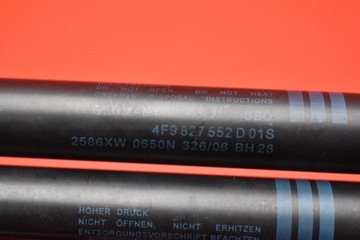 DO NOT OPEN, DO NOT HEAT
DISPOSAL INSTRUCTIONS
4F9 827 552 D 01S
2586XW 0650N 326/06 BH 28
HOHER DRUCK
NICHT ÖFFNEN, NICHT ERHITZEN
ENTSORGUNGSVORSCHRIFT BEACHTEN